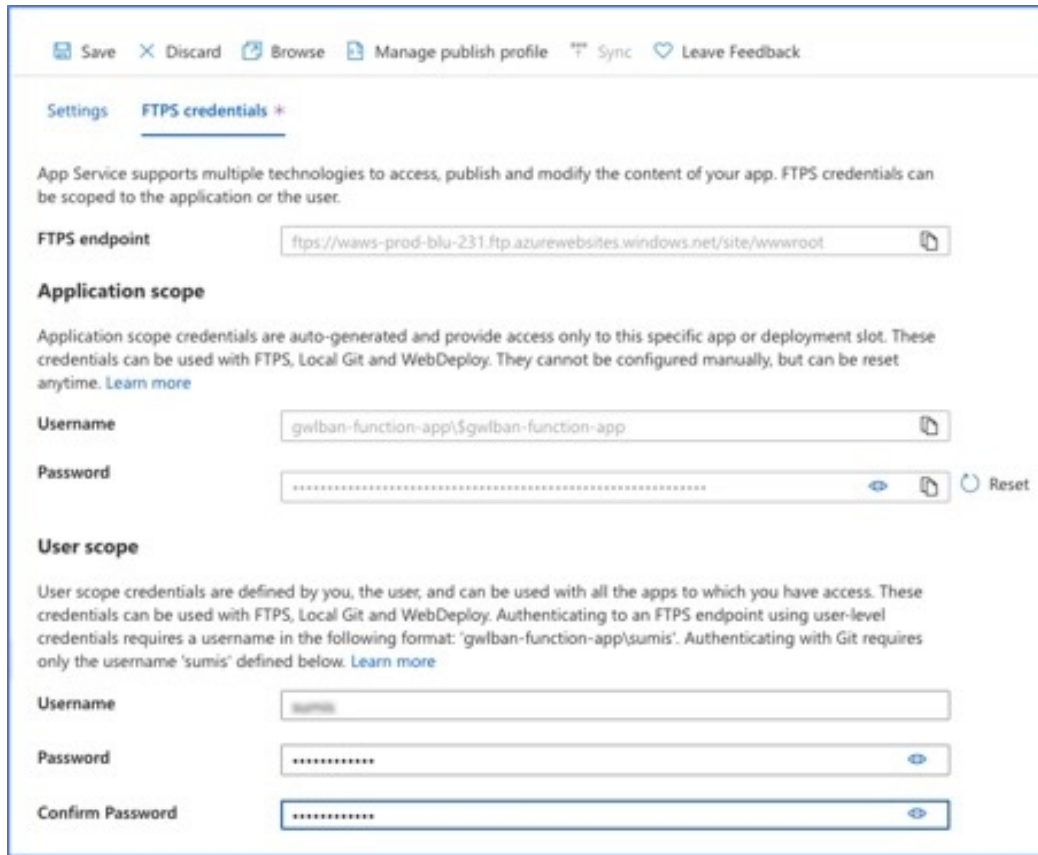 Save Discard Browse Manage publish profile Sync Leave Feedback
Settings FTPS credentials *
App Service supports multiple technologies to access, publish and modify the content of your app. FTPS credentials can
be scoped to the application or the user.
FTPS endpoint ftps://waws-prod-blu-231.ftp.azurewebsites.windows.net/site/wwwroot
Application scope
Application scope credentials are auto-generated and provide access only to this specific app or deployment slot. These
credentials can be used with FTPS, Local Git and WebDeploy. They cannot be configured manually, but can be reset
anytime. Learn more
Username gwlban-function-app\$gwlban-function-app
Password Reset
User scope
User scope credentials are defined by you, the user, and can be used with all the apps to which you have access. These
credentials can be used with FTPS, Local Git and WebDeploy. Authenticating to an FTPS endpoint using user-level
credentials requires a username in the following format: 'gwlban-function-app\sumis'. Authenticating with Git requires
only the username 'sumis' defined below. Learn more
Username
Password
Confirm Password